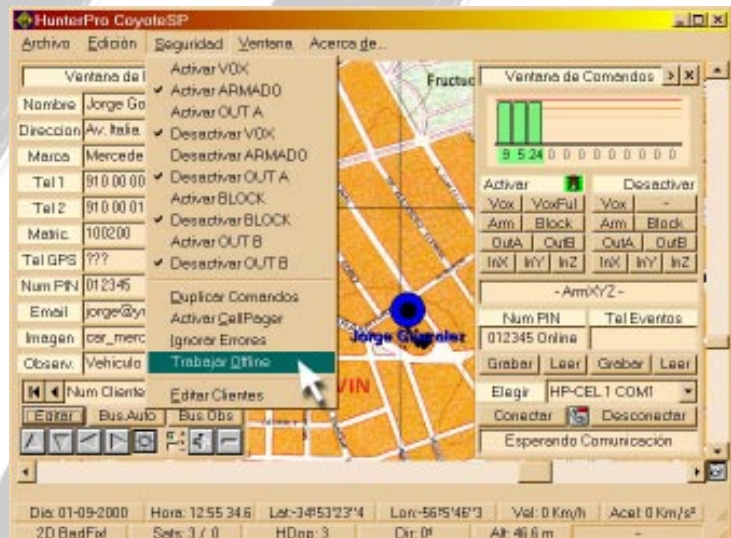 HunterPro CoyoteSP
Archivo Edición Seguridad Ventana Acerca de...
Ventana de
Nombre Jorge Go
Direccion Av. Italia
Marca Mercede
Tel 1 910 00 00
Tel 2 910 00 01
Matric. 100200
Tel GPS ???
Num PIN 012345
Email jorge@y
Imagen car_merc
Observ. Vehiculo
Num Cliente
Editar Bus.Auto Bus.Obs
Activar VOX
Activar ARMADO
Activar OUT A
Desactivar VOX
Desactivar ARMADO
Desactivar OUT A
Activar BLOCK
Desactivar BLOCK
Activar OUT B
Desactivar OUT B
Duplicar Comandos
Activar CellPager
Ignorar Errores
Trabajar Offline
Editar Clientes
Fructuo
Jorge Gonzalez
VIN
Ventana de Comandos > x
9 5 24 0 0 0 0 0 0 0 0 0
Activar Desactivar
Vox VoxFul Vox -
Arm Block Arm Block
OutA OutB OutA OutB
InX InY InZ InX InY InZ
- ArmXYZ -
Num PIN Tel Eventos
012345 Online
Grabar Leer Grabar Leer
Elegir HP-CEL 1 COM1
Conectar Desconectar
Esperando Comunicación
Dia: 01-09-2000 Hora: 12:55 34.6 Lat:-34º53'23"4 Lon:-56º5'46"3 Vel: 0 Km/h Acel: 0 Km/s²
2D BadFix! Sats: 3 / 0 HDop: 3 Dir: 0º Alt: 46.6 m -